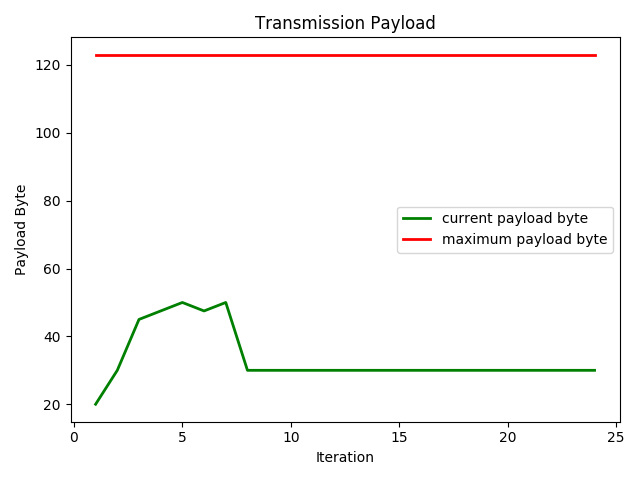 Transmission Payload
120
100
80
60
40
20
Payload Byte
current payload byte
maximum payload byte
0 5 10 15 20 25
Iteration